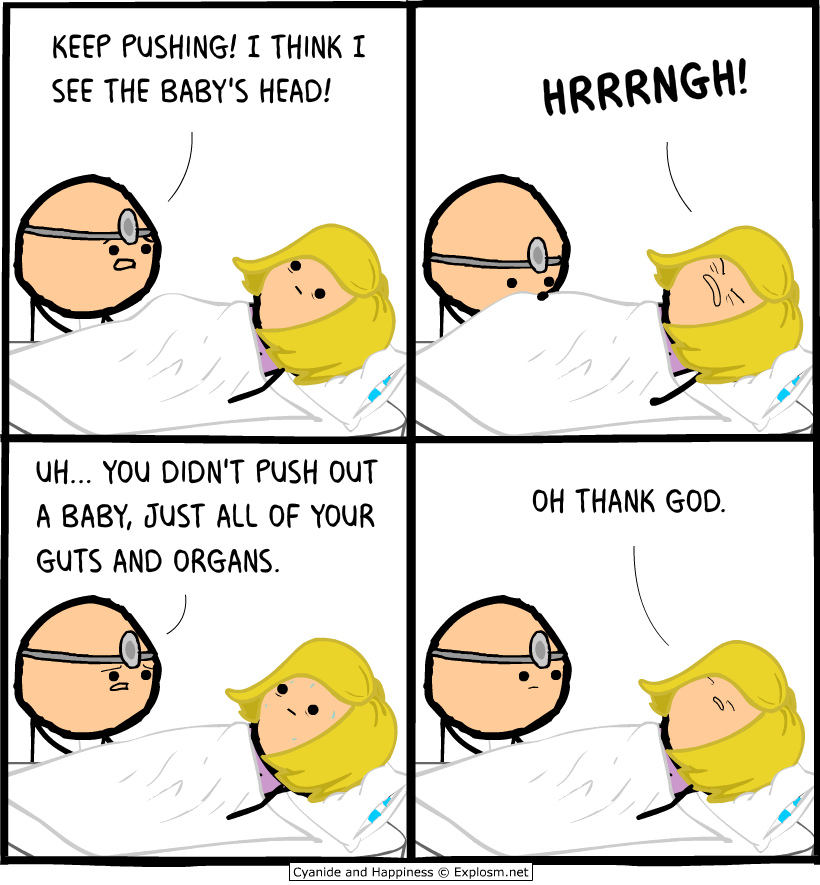 KEEP PUSHING! I THINK I
SEE THE BABY'S HEAD!
HRRRNGH!
UH... YOU DIDN'T PUSH OUT
A BABY, JUST ALL OF YOUR
GUTS AND ORGANS.
OH THANK GOD.
Cyanide and Happiness © Explosm.net